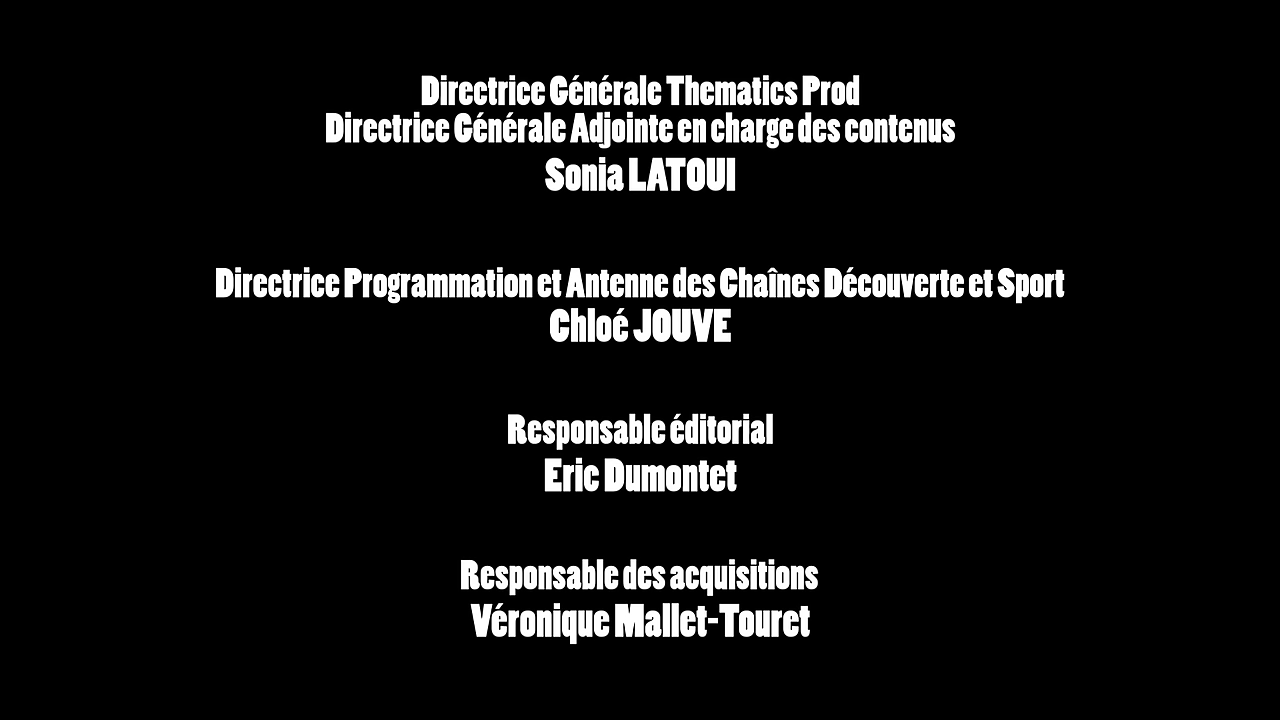 Directrice Générale Thematics Prod
Directrice Générale Adjointe en charge des contenus
Sonia LATOUI
Directrice Programmation et Antenne des Chaînes Découverte et Sport
Chloé JOUVE
Responsable éditorial
Eric Dumontet
Responsable des acquisitions
Véronique Mallet-Touret